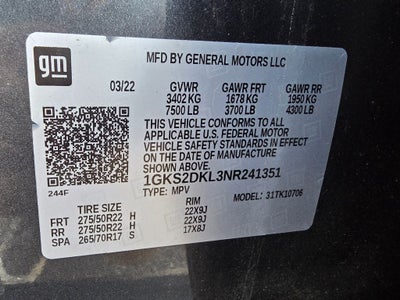 gm
MFD BY GENERAL MOTORS LLC
03/22 GVWR GAWR FRT GAWR RR
3402 KG 1678 KG 1950 KG
7500 LB 3700 LB 4300 LB
THIS VEHICLE CONFORMS TO ALL
APPLICABLE U.S. FEDERAL MOTOR
VEHICLE SAFETY STANDARDS IN EFFECT
ON THE DATE OF MANUFACTURE
SHOWN ABOVE.
1GKS2DKL3NR241351
244F TYPE: MPV MODEL: 31TK10706
TIRE SIZE RIM
FRT 275/50R22 H 22X9J
RR 275/50R22 H 22X9J
SPA 265/70R17 S 17X8J